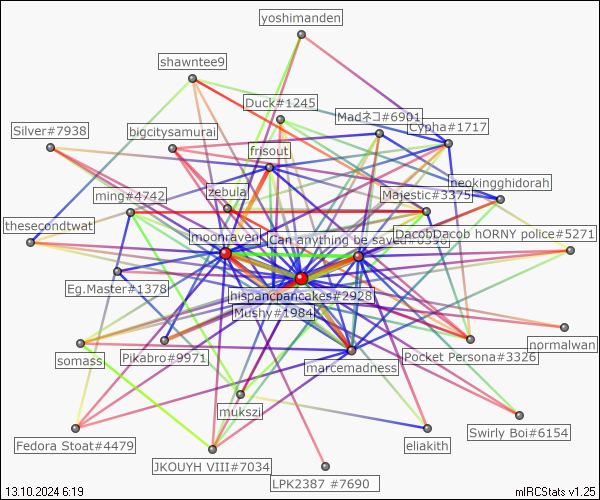 yoshimanden
shawntee9
Duck#1245
Madネコ#6901
Cypha#1717
Silver#7938
bigcitysamurai
frisout
neokingghidorah
zebula
Majestic#3375
ming#4742
thesecondtwat
moonraven
Can anything be saved#0398
DacobDacob hORNY police#5271
Eg.Master#1378
hispancpancakes#2928
Mushy#1984
normalwan
somass
Pikabro#9971
Pocket Persona#3326
marcemadness
mukszi
Swirly Boi#6154
Fedora Stoat#4479
eliakith
JKOUYH VIII#7034
LPK2387 #7690
13.10.2024 6:19
mIRCStats v1.25